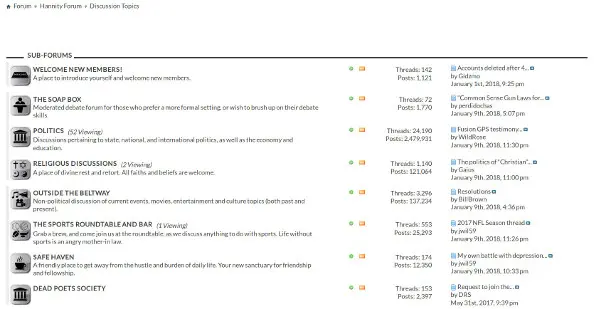 Forum » Hannity Forum » Discussion Topics
SUB-FORUMS
WELCOME NEW MEMBERS!
A place to introduce yourself and welcome new members.
Threads: 142
Posts: 1,121
Accounts deleted after 4...
by Gidzmo
January 1st, 2018, 9:25 pm
THE SOAP BOX
Moderated debate forum for those who prefer a more formal setting, or wish to brush up on their debate
skills.
Threads: 72
Posts: 1,770
"Common Sense Gun Laws for...
by perdidochas
January 9th, 2018, 5:07 pm
POLITICS (52 Viewing)
Discussions pertaining to state, national, and international politics, as well as the economy and
education.
Threads: 24,190
Posts: 2,479,931
Fusion GPS testimony...
by WildRose
January 9th, 2018, 11:30 pm
RELIGIOUS DISCUSSIONS (2 Viewing)
A place of divine rest and retort. All faiths and beliefs are welcome.
Threads: 1,140
Posts: 121,064
The politics of "Christian"...
by Gaius
January 9th, 2018, 11:00 pm
OUTSIDE THE BELTWAY
Non-political discussion of current events, movies, entertainment and culture topics (both past and
present).
Threads: 3,296
Posts: 137,234
Resolutions
by BillBrown
January 9th, 2018, 4:36 pm
THE SPORTS ROUNDTABLE AND BAR (1 Viewing)
Grab a brew, and come join us at the roundtable, as we discuss anything to do with sports. Life without
sports is an angry mother-in law.
Threads: 553
Posts: 25,293
2017 NFL Season thread
by jwil59
January 9th, 2018, 11:26 pm
SAFE HAVEN
A friendly place to get away from the hustle and burden of daily life. Your new sanctuary for friendship
and fellowship.
Threads: 174
Posts: 12,350
My own battle with depression...
by jwil59
January 9th, 2018, 10:33 pm
DEAD POETS SOCIETY
Threads: 153
Posts: 2,397
Request to join the...
by DRS
May 31st, 2017, 9:39 pm